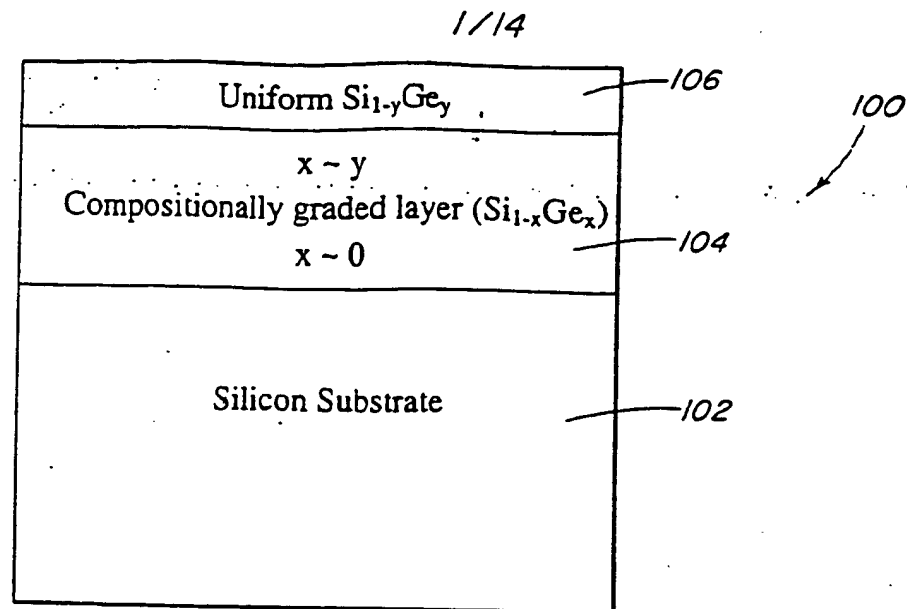 1/14
Uniform Si₁₋yGey
106
100
x ~ y
Compositionally graded layer (Si₁₋ₓGeₓ)
104
x ~ 0
Silicon Substrate
102